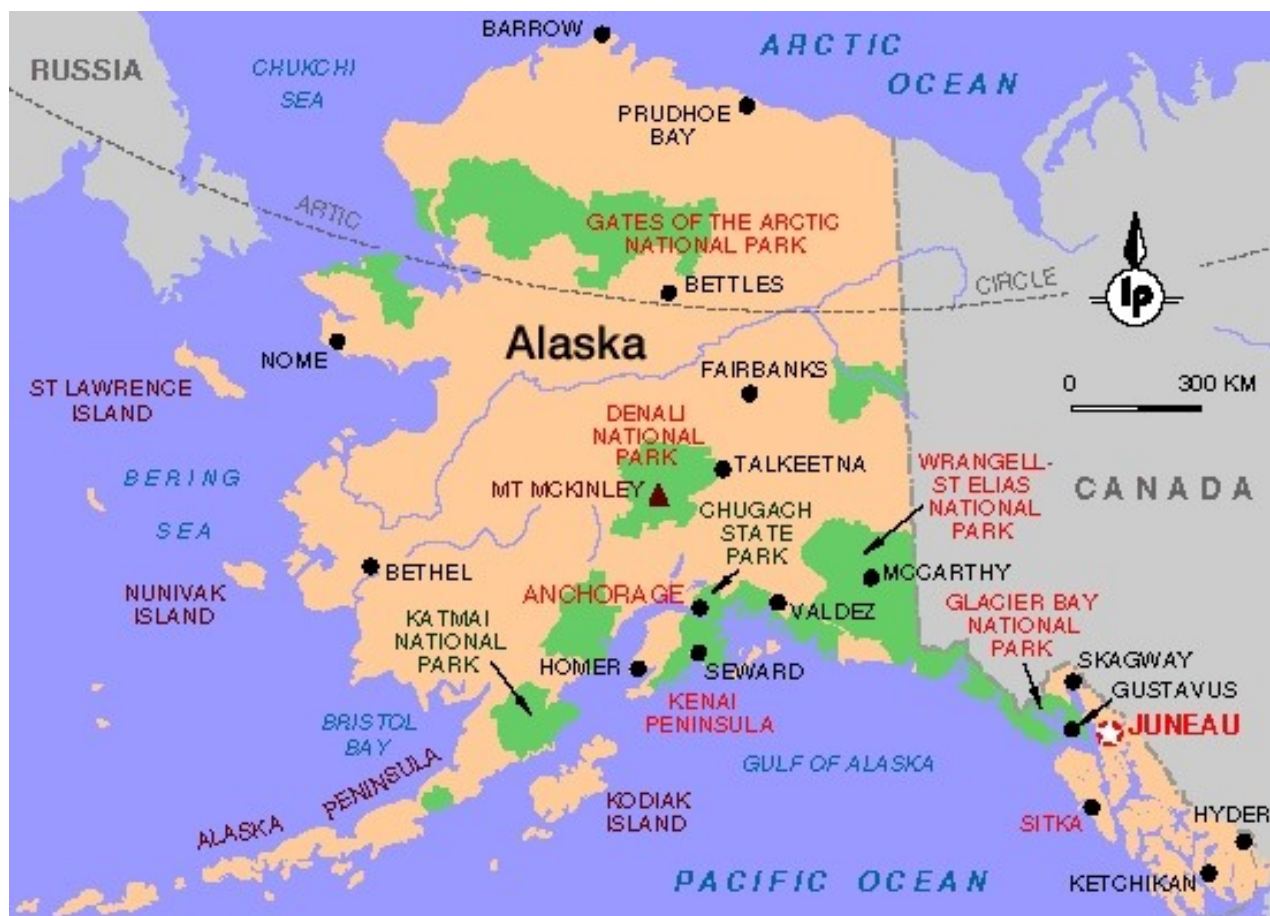 BARROW
ARCTIC
OCEAN
RUSSIA
CHUKCHI
SEA
PRUDHOE
BAY
ARTIC
GATES OF THE ARCTIC
NATIONAL PARK
BETTLES
CIRCLE
lp
Alaska
NOME
FAIRBANKS
0 300 KM
ST LAWRENCE
ISLAND
DENALI
NATIONAL
PARK
TALKEETNA
WRANGELL-
ST ELIAS
NATIONAL
PARK
BERING
SEA
MT MCKINLEY
CHUGACH
STATE
PARK
CANADA
BETHEL
NUNIVAK
ISLAND
ANCHORAGE
MCCARTHY
VALDEZ
GLACIER BAY
NATIONAL
PARK
KATMAI
NATIONAL
PARK
HOMER
SEWARD
SKAGWAY
GUSTAVUS
KENAI
PENINSULA
JUNEAU
BRISTOL
BAY
GULF OF ALASKA
ALASKA PENINSULA
KODIAK
ISLAND
SITKA
HYDER
PACIFIC OCEAN
KETCHIKAN